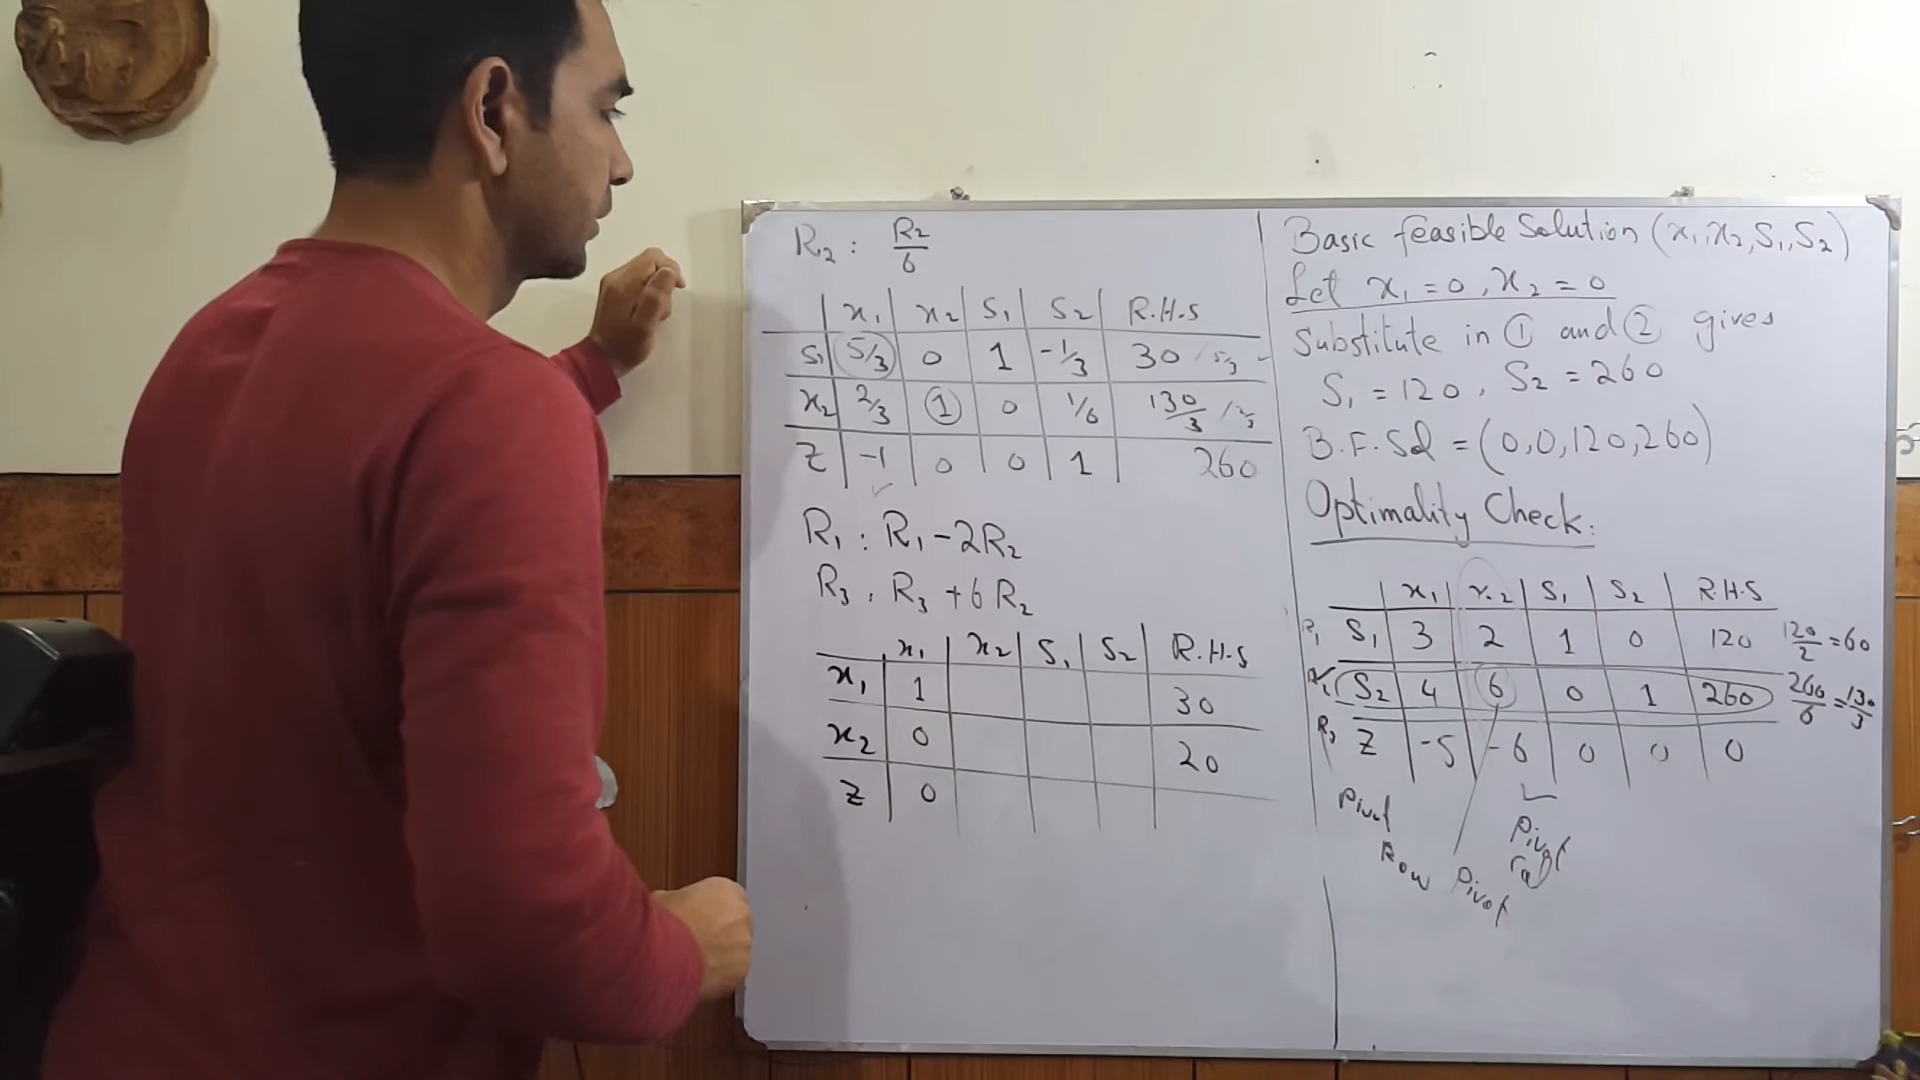 R₂ : R₂/6
x₁ x₂ S₁ S₂ R.H.S
S₁ 5/3 0 1 -1/3 30 / 5/3
x₂ 2/3 1 0 1/6 130/3 / 2/3
Z -1 0 0 1 260
R₁ : R₁ - 2R₂
R₃ : R₃ + 6R₂
x₁ x₂ S₁ S₂ R.H.S
x₁ 1 30
x₂ 0 20
Z 0
Basic feasible Solution (x₁, x₂, S₁, S₂)
Let x₁ = 0, x₂ = 0
Substitute in ① and ② gives
S₁ = 120, S₂ = 260
B.F.Sol = (0,0,120,260)
Optimality Check:
x₁ x₂ S₁ S₂ R.H.S
R₁ S₁ 3 2 1 0 120 120/2 = 60
R₂ S₂ 4 6 0 1 260 260/6 = 130/3
R₃ Z -5 -6 0 0 0
Pivot
Row
Pivot
Pivot